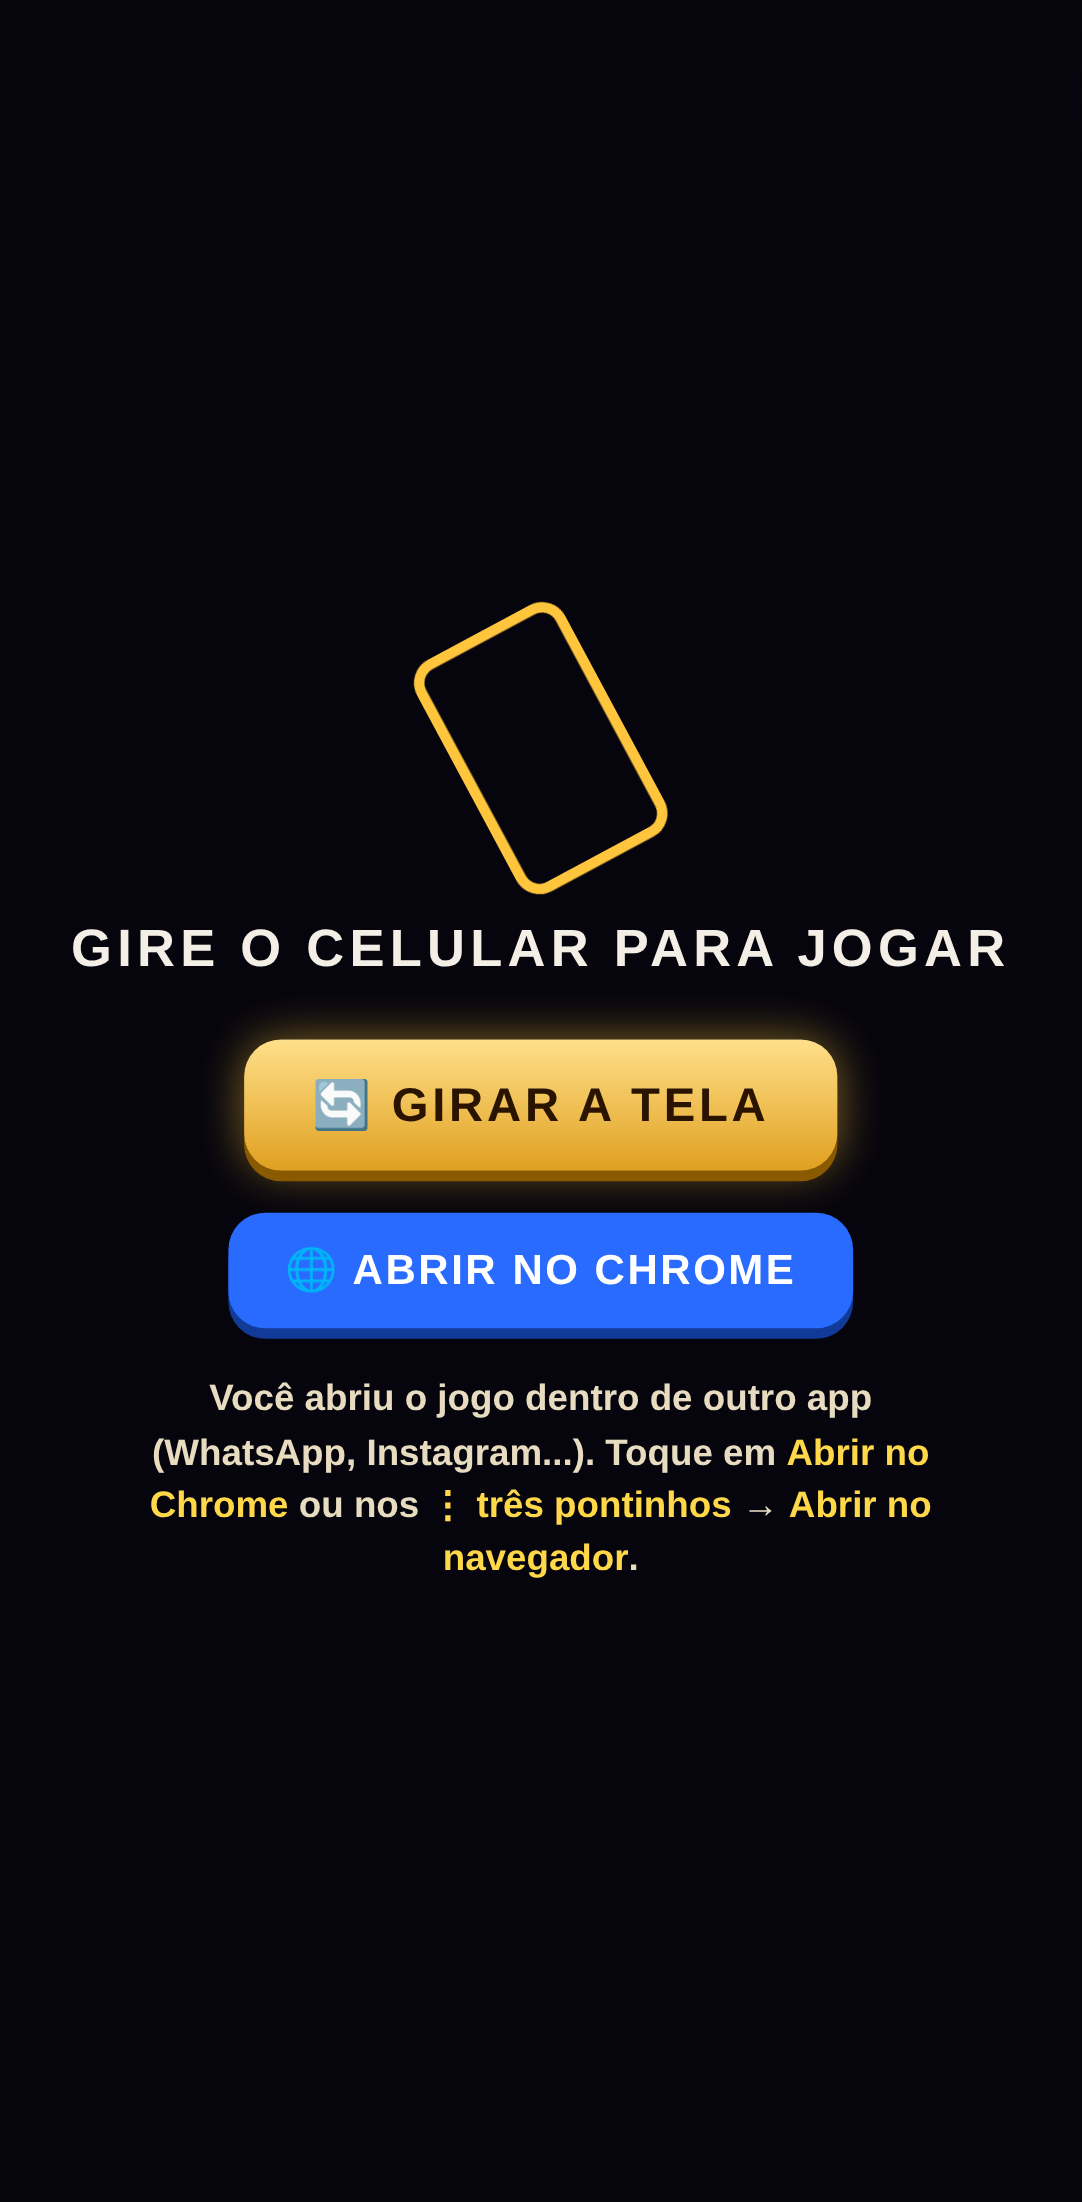 GIRE O CELULAR PARA JOGAR
🔄 GIRAR A TELA
🌐 ABRIR NO CHROME
Você abriu o jogo dentro de outro app
(WhatsApp, Instagram...). Toque em Abrir no
Chrome ou nos ⋮ três pontinhos → Abrir no
navegador.